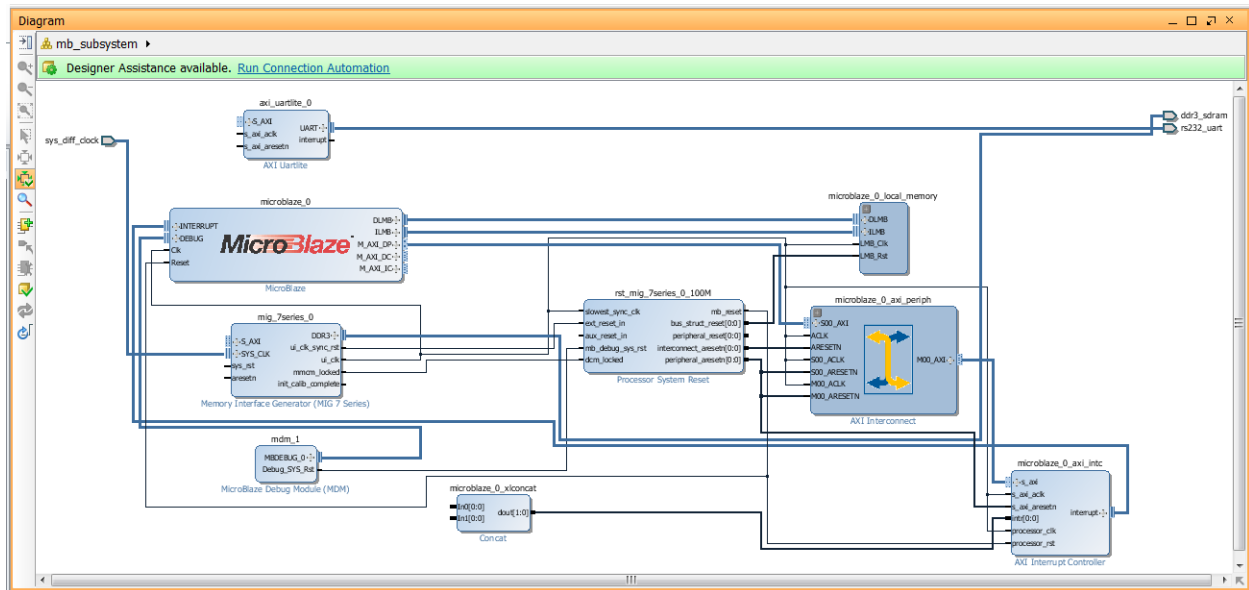 Diagram
mb_subsystem
Designer Assistance available. Run Connection Automation
sys_diff_clock
axi_uartlite_0
S_AXI
s_axi_aclk
s_axi_aresetn
UART
interrupt
AXI Uartlite
ddr3_sdram
rs232_uart
microblaze_0
INTERRUPT
DEBUG
Clk
Reset
MicroBlaze
DLMB
ILMB
M_AXI_DP
M_AXI_DC
M_AXI_IC
MicroBlaze
microblaze_0_local_memory
DLMB
ILMB
LMB_Clk
LMB_Rst
mig_7series_0
S_AXI
SYS_CLK
sys_rst
aresetn
DDR3
ui_clk_sync_rst
ui_clk
mmcm_locked
init_calib_complete
Memory Interface Generator (MIG 7 Series)
rst_mig_7series_0_100M
slowest_sync_clk
ext_reset_in
aux_reset_in
mb_debug_sys_rst
dcm_locked
mb_reset
bus_struct_reset[0:0]
peripheral_reset[0:0]
interconnect_aresetn[0:0]
peripheral_aresetn[0:0]
Processor System Reset
microblaze_0_axi_periph
S00_AXI
ACLK
ARESETN
S00_ACLK
S00_ARESETN
M00_ACLK
M00_ARESETN
M00_AXI
AXI Interconnect
mdm_1
MBDEBUG_0
Debug_SYS_Rst
MicroBlaze Debug Module (MDM)
microblaze_0_xlconcat
In0[0:0]
In1[0:0]
dout[1:0]
Concat
microblaze_0_axi_intc
s_axi
s_axi_aclk
s_axi_aresetn
intr[0:0]
processor_clk
processor_rst
interrupt
AXI Interrupt Controller